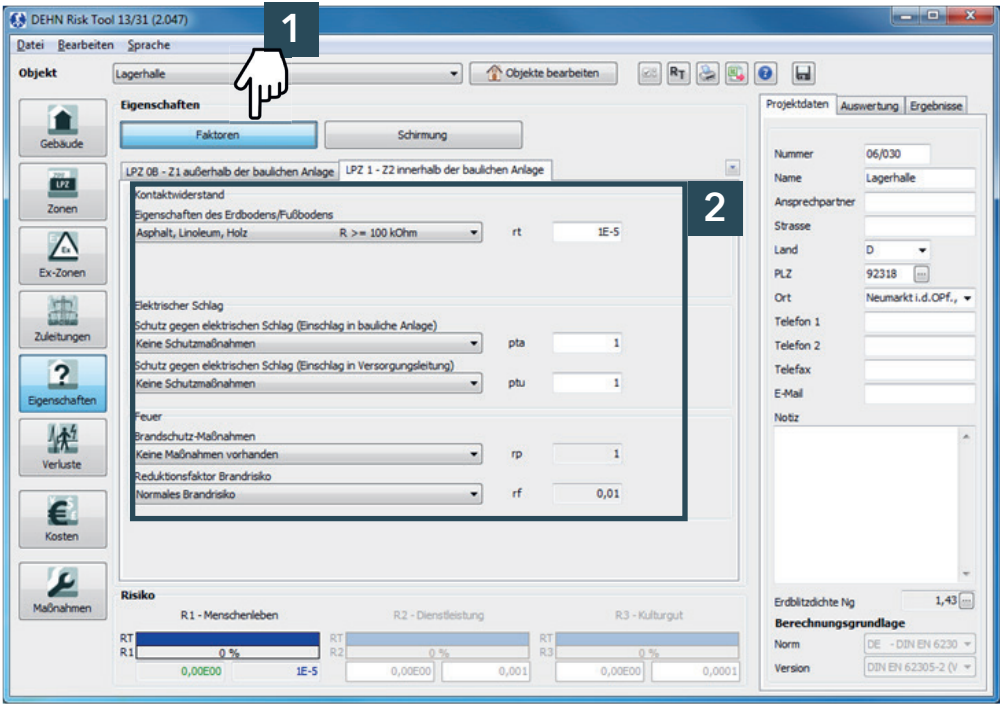 DEHN Risk Tool 13/31 (2.047)
1
Datei Bearbeiten Sprache
Objekt Lagerhalle Objekte bearbeiten RT
Eigenschaften
Faktoren Schirmung
LPZ 0B - Z1 außerhalb der baulichen Anlage LPZ 1 - Z2 innerhalb der baulichen Anlage
2
Kontaktwiderstand
Eigenschaften des Erdbodens/Fußbodens
Asphalt, Linoleum, Holz R >= 100 kOhm rt 1E-5
Elektrischer Schlag
Schutz gegen elektrischen Schlag (Einschlag in bauliche Anlage)
Keine Schutzmaßnahmen pta 1
Schutz gegen elektrischen Schlag (Einschlag in Versorgungsleitung)
Keine Schutzmaßnahmen ptu 1
Feuer
Brandschutz-Maßnahmen
Keine Maßnahmen vorhanden rp 1
Reduktionsfaktor Brandrisiko
Normales Brandrisiko rf 0,01
Gebäude
LPZ
Zonen
Ex
Ex-Zonen
Zuleitungen
?
Eigenschaften
Verluste
€
Kosten
Maßnahmen
Risiko
R1 - Menschenleben R2 - Dienstleistung R3 - Kulturgut
RT RT RT
R1 0 % R2 0 % R3 0 %
0,00E00 1E-5 0,00E00 0,001 0,00E00 0,0001
Projektdaten Auswertung Ergebnisse
Nummer 06/030
Name Lagerhalle
Ansprechpartner
Strasse
Land D
PLZ 92318 ...
Ort Neumarkt i.d.OPf.,
Telefon 1
Telefon 2
Telefax
E-Mail
Notiz
Erdblitzdichte Ng 1,43 ...
Berechnungsgrundlage
Norm DE - DIN EN 6230
Version DIN EN 62305-2 (V